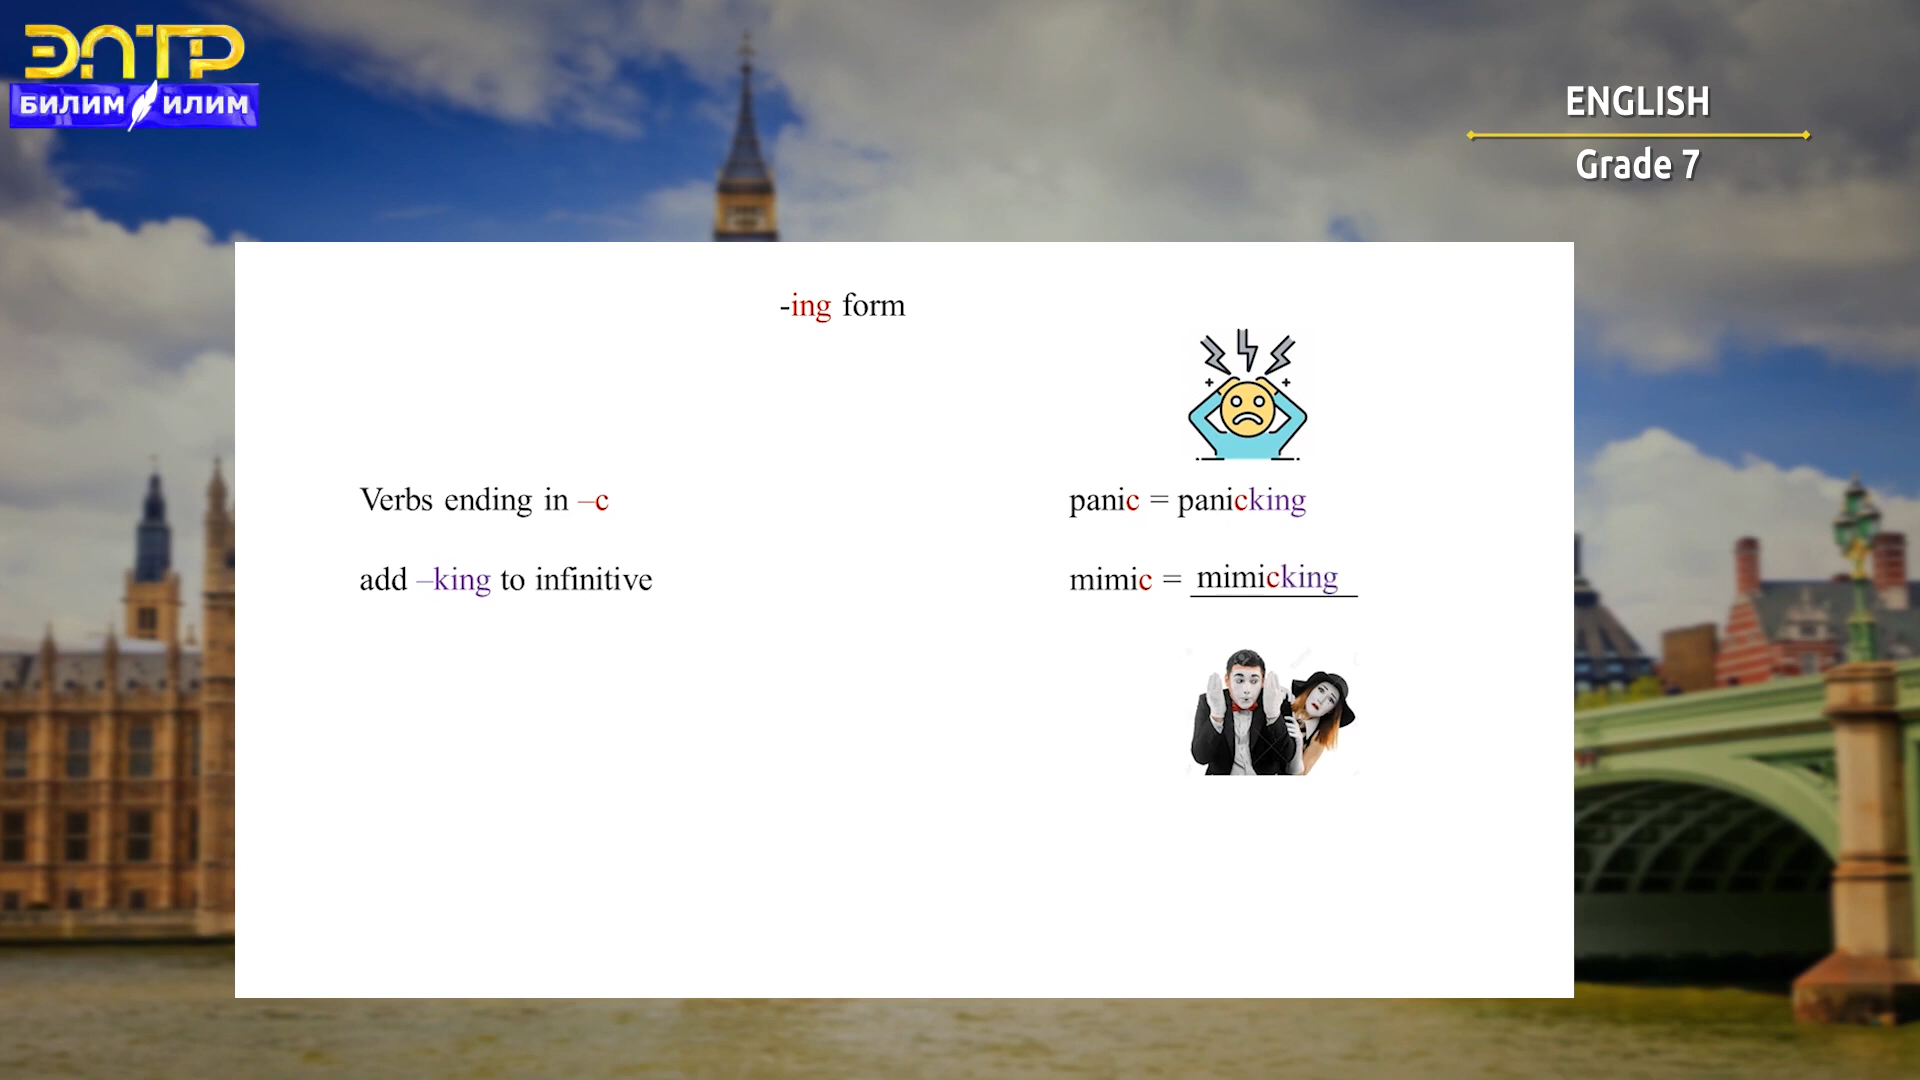 ЭЛТР
БИЛИМ ИЛИМ
ENGLISH
Grade 7
-ing form
Verbs ending in –c
add –king to infinitive
panic = panicking
mimic = mimicking